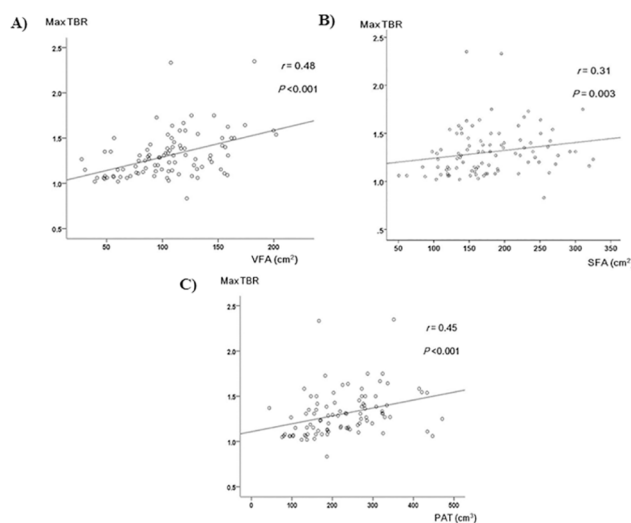 A)
Max TBR
2.5
2.0
1.5
1.0
0.5
r = 0.48
P <0.001
50
100
150
200
VFA (cm²)
B)
Max TBR
2.5
2.0
1.5
1.0
.5
r = 0.31
P = 0.003
50
100
150
200
250
300
350
SFA (cm²
C)
Max TBR
2.5
2.0
1.5
1.0
0.5
r = 0.45
P <0.001
0
100
200
300
400
500
PAT (cm³)